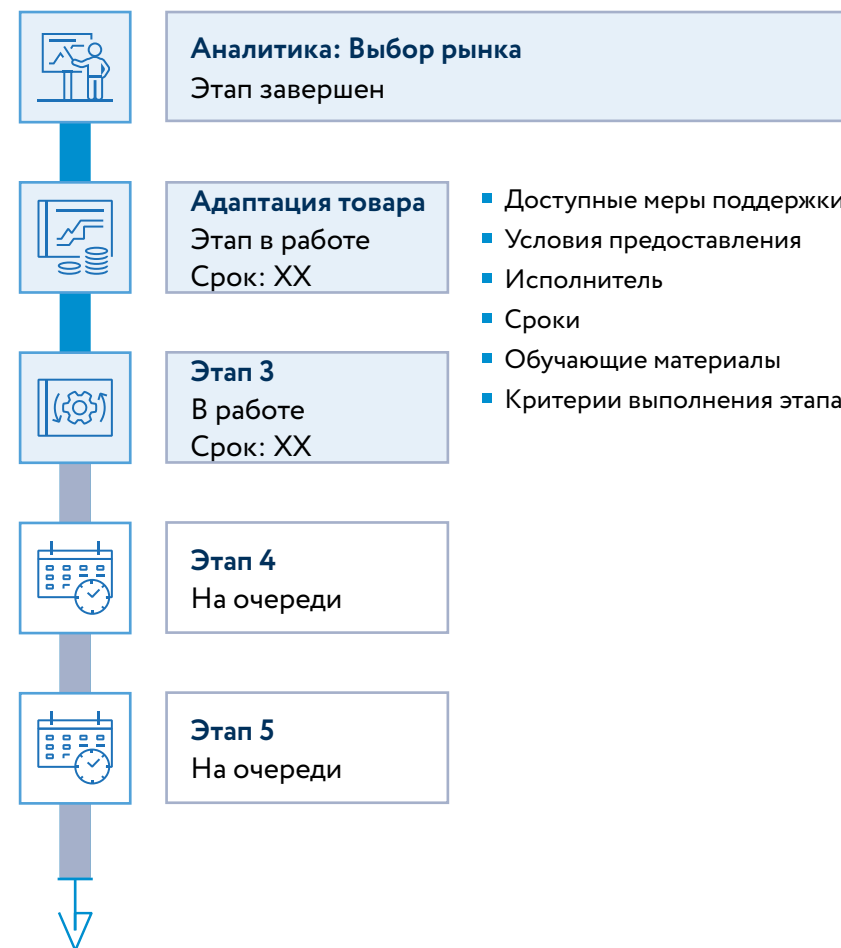 Аналитика: Выбор рынка
Этап завершен
Адаптация товара
Этап в работе
Срок: XX
Доступные меры поддержки
Условия предоставления
Исполнитель
Сроки
Обучающие материалы
Критерии выполнения этапа
Этап 3
В работе
Срок: XX
Этап 4
На очереди
Этап 5
На очереди